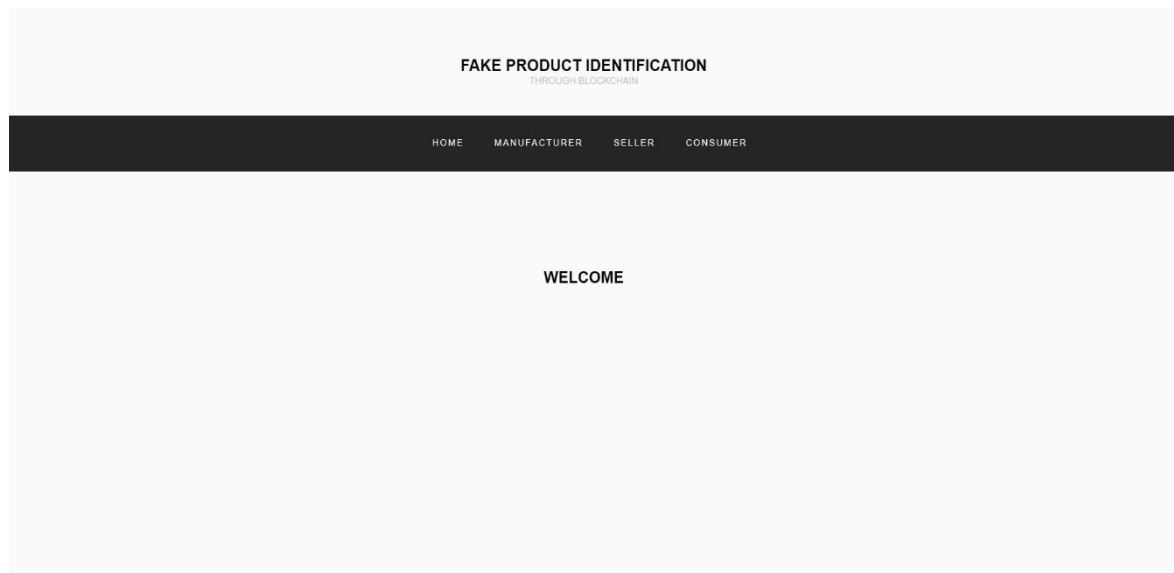 FAKE PRODUCT IDENTIFICATION
THROUGH BLOCKCHAIN
HOME MANUFACTURER SELLER CONSUMER
WELCOME